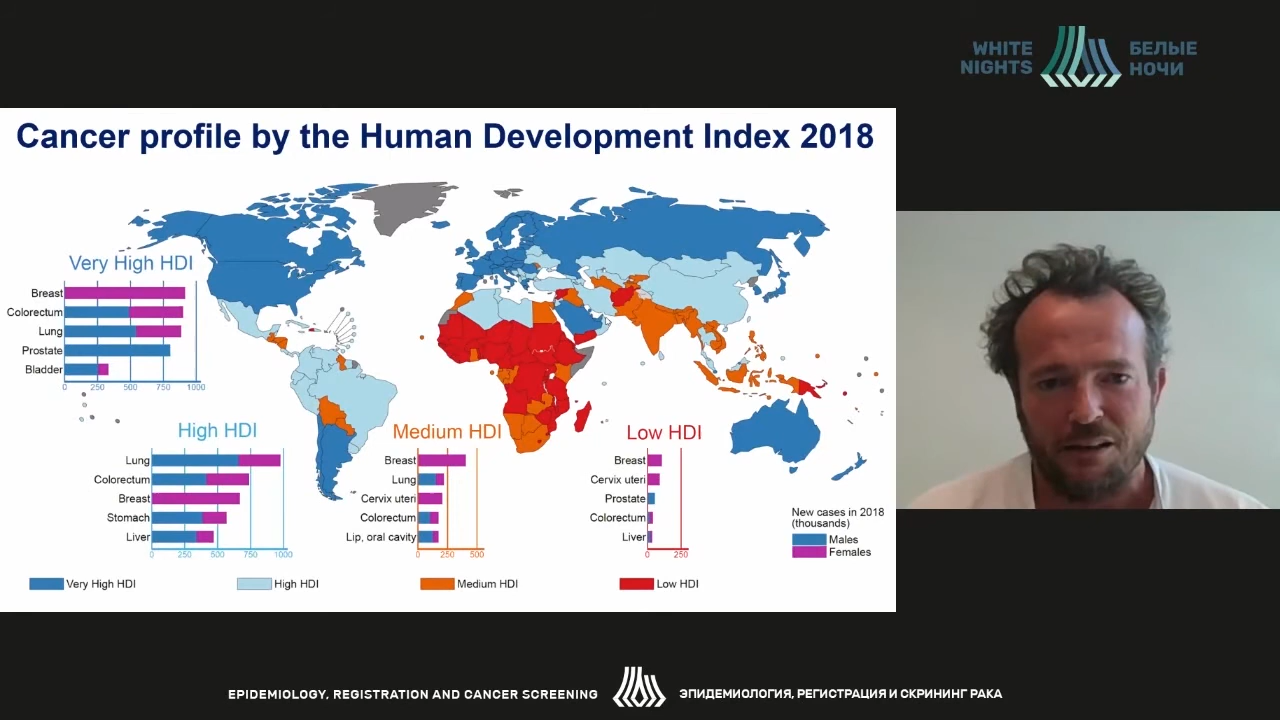 WHITE
NIGHTS
БЕЛЫЕ
НОЧИ
Cancer profile by the Human Development Index 2018
Very High HDI
Breast
Colorectum
Lung
Prostate
Bladder
0 250 500 750 1000
High HDI
Lung
Colorectum
Breast
Stomach
Liver
0 250 500 750 1000
Medium HDI
Breast
Lung
Cervix uteri
Colorectum
Lip, oral cavity
0 250 500
Low HDI
Breast
Cervix uteri
Prostate
Colorectum
Liver
0 250
New cases in 2018
(thousands)
Males
Females
Very High HDI
High HDI
Medium HDI
Low HDI
EPIDEMIOLOGY, REGISTRATION AND CANCER SCREENING
ЭПИДЕМИОЛОГИЯ, РЕГИСТРАЦИЯ И СКРИНИНГ РАКА